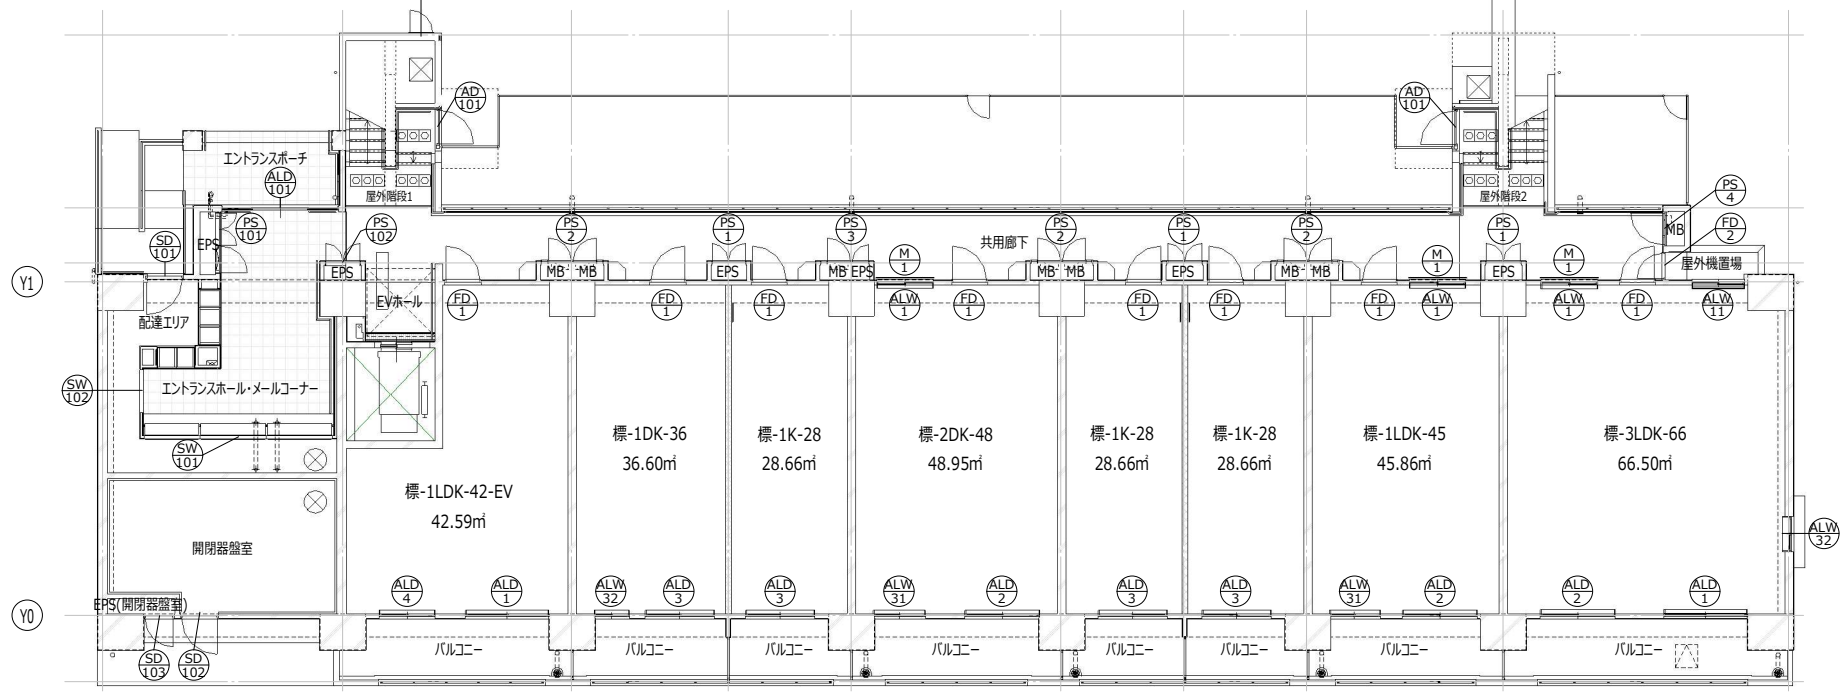 AD
101
AD
101
エントランスポーチ
ALD
101
屋外階段1
屋外階段2
PS
4
PS
101
PS
102
PS
2
PS
1
PS
3
PS
2
PS
1
PS
2
PS
1
FD
2
SD
101
EPS
共用廊下
MB
EPS
MB
MB
EPS
MB
EPS
M
1
MB
MB
EPS
MB
MB
M
1
EPS
M
1
屋外機置場
Y1
EVホール
配達エリア
FD
1
FD
1
FD
1
ALW
1
FD
1
FD
1
FD
1
FD
1
ALW
1
ALW
1
FD
1
ALW
11
SW
102
エントランスホール・メールコーナー
SW
101
標-1LDK-42-EV
42.59㎡
標-1DK-36
36.60㎡
標-1K-28
28.66㎡
標-2DK-48
48.95㎡
標-1K-28
28.66㎡
標-1K-28
28.66㎡
標-1LDK-45
45.86㎡
標-3LDK-66
66.50㎡
ALW
32
開閉器盤室
EPS(開閉器盤室)
Y0
ALD
4
ALD
1
ALW
32
ALD
3
ALD
3
ALW
31
ALD
2
ALD
3
ALD
3
ALW
31
ALD
2
ALD
2
ALD
1
SD
103
SD
102
バルコニー
バルコニー
バルコニー
バルコニー
バルコニー
バルコニー
バルコニー
バルコニー